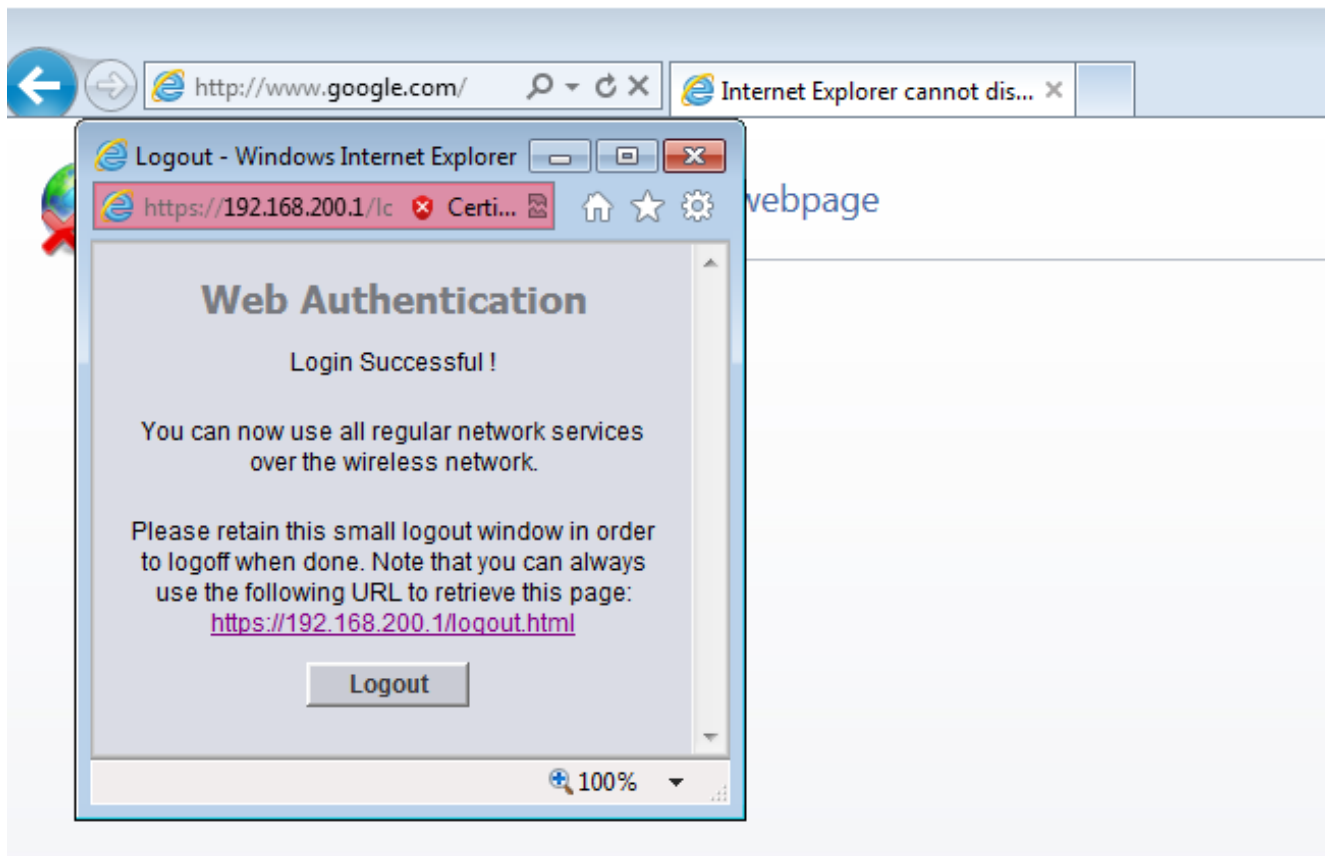 http://www.google.com/
Internet Explorer cannot dis...
Logout - Windows Internet Explorer
https://192.168.200.1/lc
Certi...
webpage
Web Authentication
Login Successful !
You can now use all regular network services
over the wireless network.
Please retain this small logout window in order
to logoff when done. Note that you can always
use the following URL to retrieve this page:
https://192.168.200.1/logout.html
Logout
100%